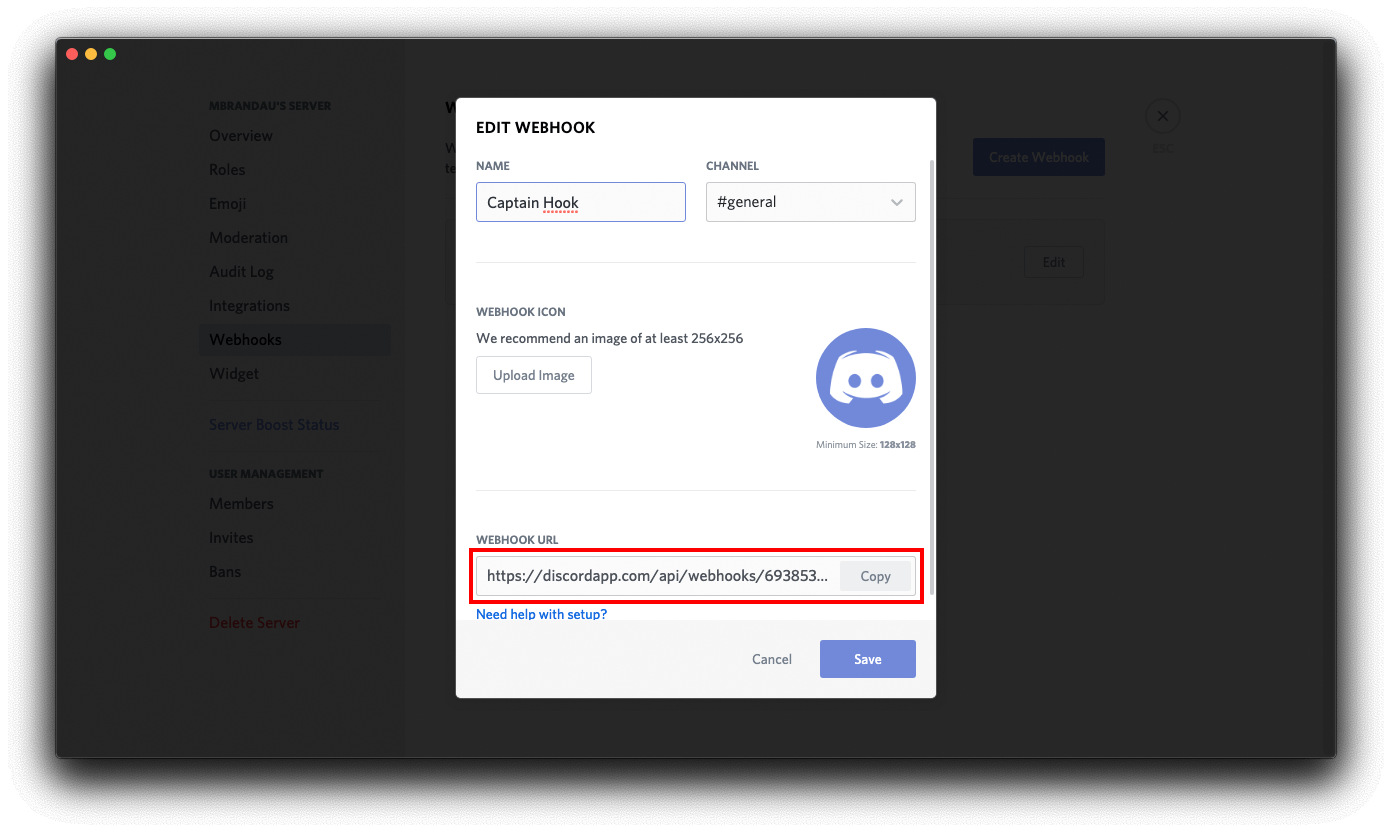 MBRANDAU'S SERVER
Overview
Roles
Emoji
Moderation
Audit Log
Integrations
Webhooks
Widget
Server Boost Status
USER MANAGEMENT
Members
Invites
Bans
Delete Server
Create Webhook
ESC
Edit
EDIT WEBHOOK
NAME
CHANNEL
Captain Hook
#general
WEBHOOK ICON
We recommend an image of at least 256x256
Upload Image
Minimum Size: 128x128
WEBHOOK URL
https://discordapp.com/api/webhooks/693853...
Copy
Need help with setup?
Cancel
Save